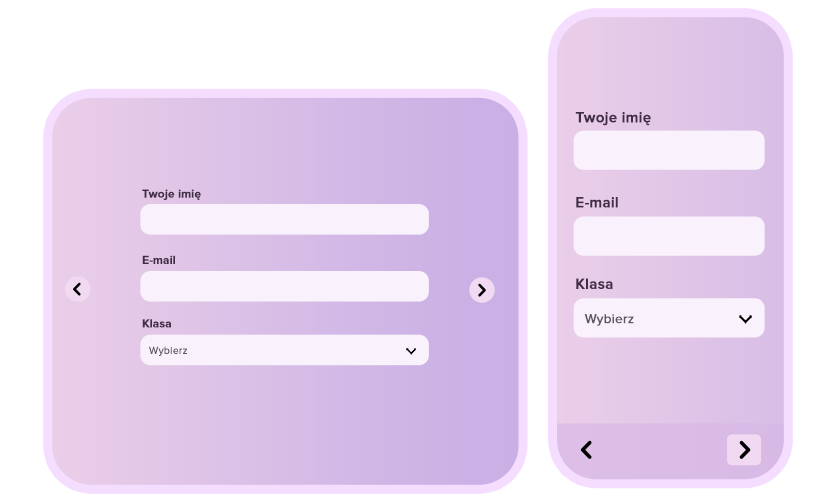 Twoje imię
E-mail
Klasa
Wybierz
Twoje imię
E-mail
Klasa
Wybierz